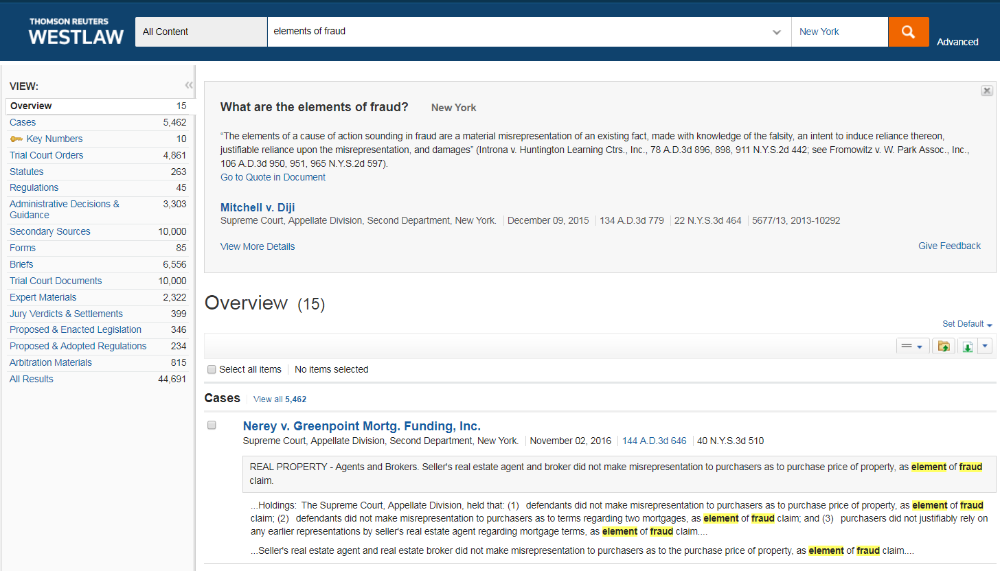 THOMSON REUTERS
WESTLAW
All Content
elements of fraud
New York
Advanced
VIEW:
Overview 15
Cases 5,462
Key Numbers 10
Trial Court Orders 4,861
Statutes 263
Regulations 45
Administrative Decisions & 3,303
Guidance
Secondary Sources 10,000
Forms 85
Briefs 6,556
Trial Court Documents 10,000
Expert Materials 2,322
Jury Verdicts & Settlements 399
Proposed & Enacted Legislation 346
Proposed & Adopted Regulations 234
Arbitration Materials 815
All Results 44,691
What are the elements of fraud? New York
“The elements of a cause of action sounding in fraud are a material misrepresentation of an existing fact, made with knowledge of the falsity, an intent to induce reliance thereon,
justifiable reliance upon the misrepresentation, and damages” (Introna v. Huntington Learning Ctrs., Inc., 78 A.D.3d 896, 898, 911 N.Y.S.2d 442; see Fromowitz v. W. Park Assoc., Inc.,
106 A.D.3d 950, 951, 965 N.Y.S.2d 597).
Go to Quote in Document
Mitchell v. Diji
Supreme Court, Appellate Division, Second Department, New York. December 09, 2015 134 A.D.3d 779 22 N.Y.S.3d 464 5677/13, 2013-10292
View More Details
Give Feedback
Overview (15)
Set Default
Select all items No items selected
Cases View all 5,462
Nerey v. Greenpoint Mortg. Funding, Inc.
Supreme Court, Appellate Division, Second Department, New York. November 02, 2016 144 A.D.3d 646 40 N.Y.S.3d 510
REAL PROPERTY - Agents and Brokers. Seller's real estate agent and broker did not make misrepresentation to purchasers as to purchase price of property, as element of fraud
claim.
...Holdings: The Supreme Court, Appellate Division, held that: (1) defendants did not make misrepresentation to purchasers as to purchase price of property, as element of fraud
claim; (2) defendants did not make misrepresentation to purchasers as to terms regarding two mortgages, as element of fraud claim; and (3) purchasers did not justifiably rely on
any earlier representations by seller's real estate agent regarding mortgage terms, as element of fraud claim....
...Seller's real estate agent and real estate broker did not make misrepresentation to purchasers as to the purchase price of property, as element of fraud claim....